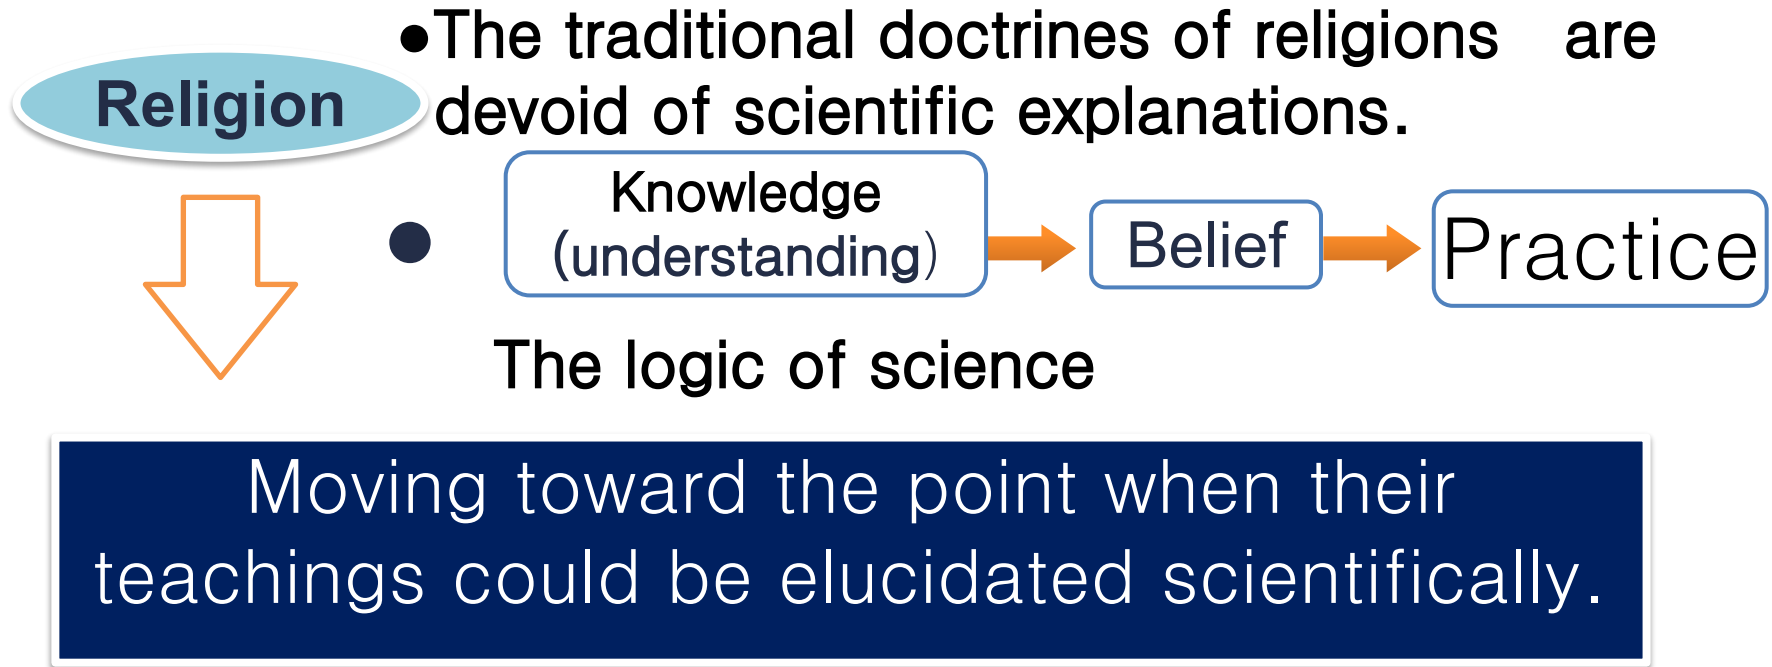 ●The traditional doctrines of religions are
Religion
devoid of scientific explanations.
●
Knowledge
(understanding)
Belief
Practice
The logic of science
Moving toward the point when their
teachings could be elucidated scientifically.